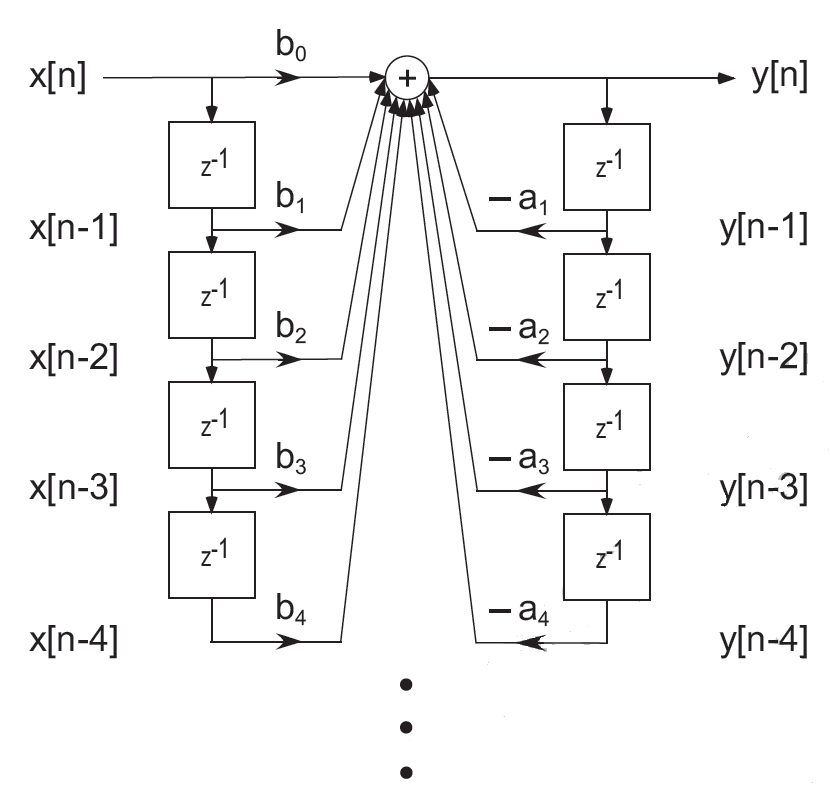 b₀
x[n] + y[n]
z⁻¹ z⁻¹
b₁ − a₁
x[n-1] y[n-1]
z⁻¹ z⁻¹
b₂ − a₂
x[n-2] y[n-2]
z⁻¹ z⁻¹
b₃ − a₃
x[n-3] y[n-3]
z⁻¹ z⁻¹
b₄ − a₄
x[n-4] y[n-4]